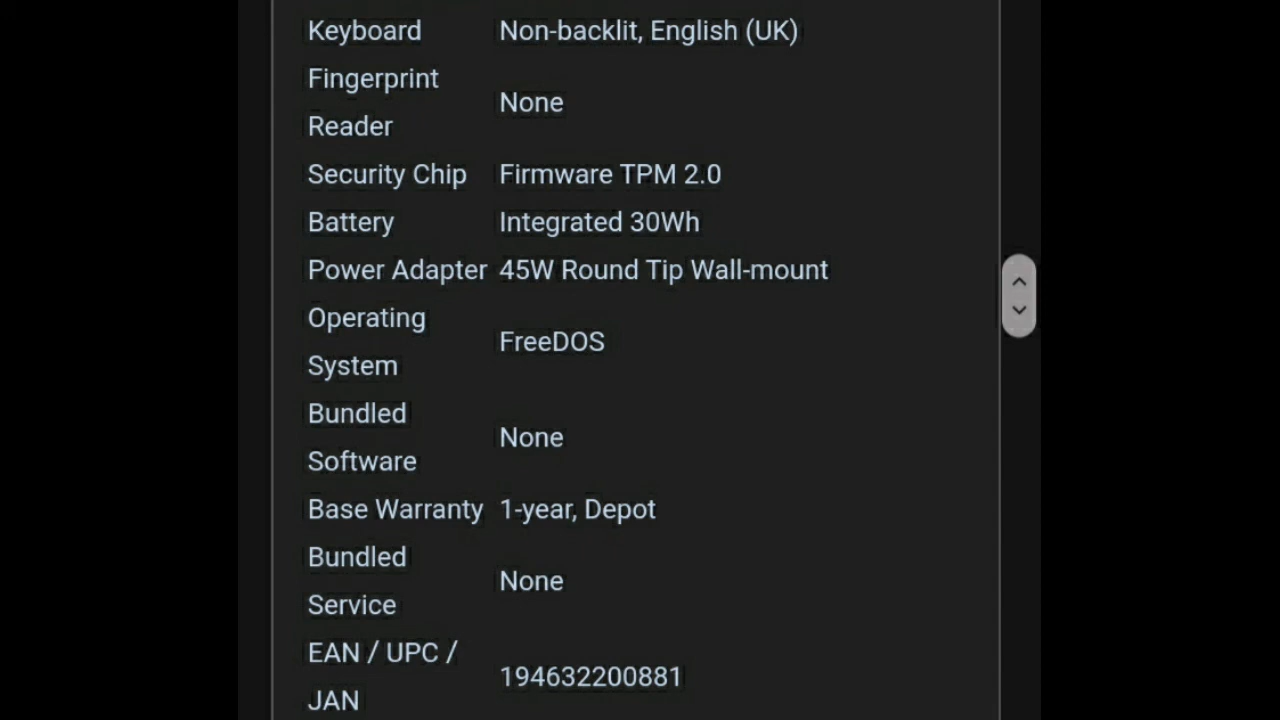 Keyboard Non-backlit, English (UK)
Fingerprint
Reader
None
Security Chip Firmware TPM 2.0
Battery Integrated 30Wh
Power Adapter 45W Round Tip Wall-mount
Operating
System
FreeDOS
Bundled
Software
None
Base Warranty 1-year, Depot
Bundled
Service
None
EAN / UPC /
JAN
194632200881